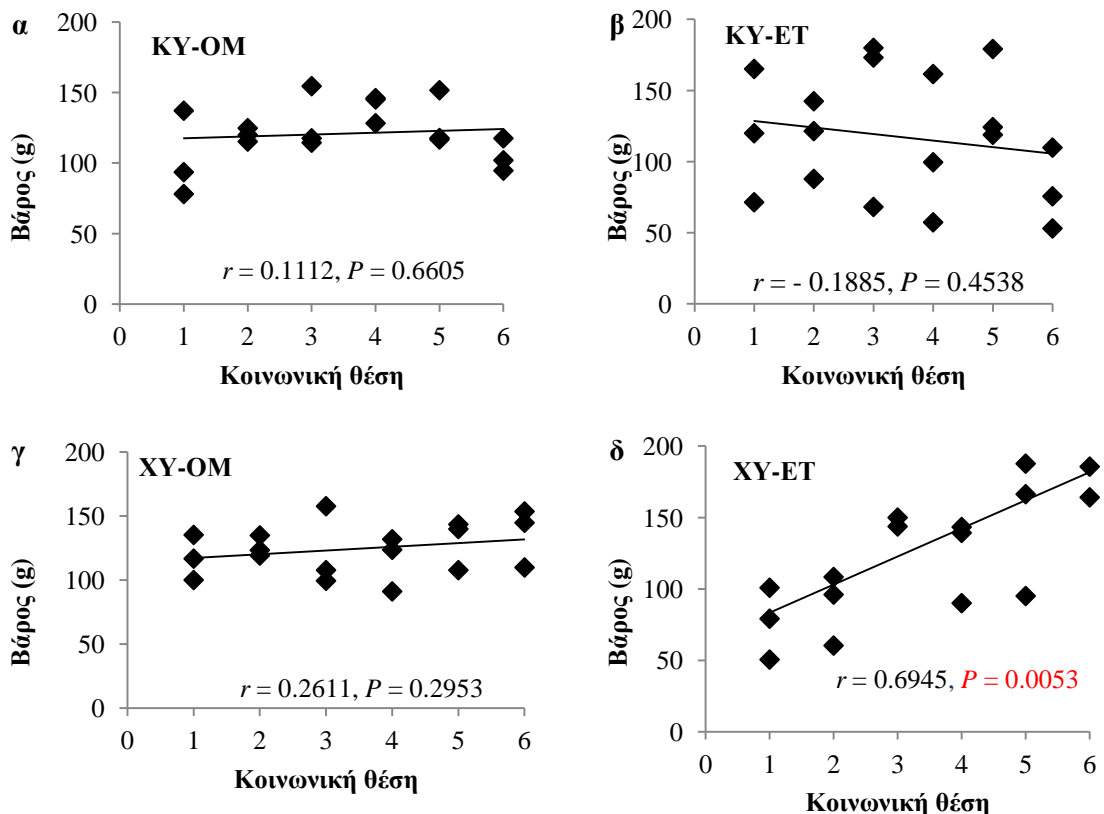 α
ΚΥ-ΟΜ
200
150
100
50
0
Βάρος (g)
r = 0.1112, P = 0.6605
0 1 2 3 4 5 6
Κοινωνική θέση
β
ΚΥ-ΕΤ
200
150
100
50
0
Βάρος (g)
r = - 0.1885, P = 0.4538
0 1 2 3 4 5 6
Κοινωνική θέση
γ
ΧΥ-ΟΜ
200
150
100
50
0
Βάρος (g)
r = 0.2611, P = 0.2953
0 1 2 3 4 5 6
Κοινωνική θέση
δ
ΧΥ-ΕΤ
200
150
100
50
0
Βάρος (g)
r = 0.6945, P = 0.0053
0 1 2 3 4 5 6
Κοινωνική θέση